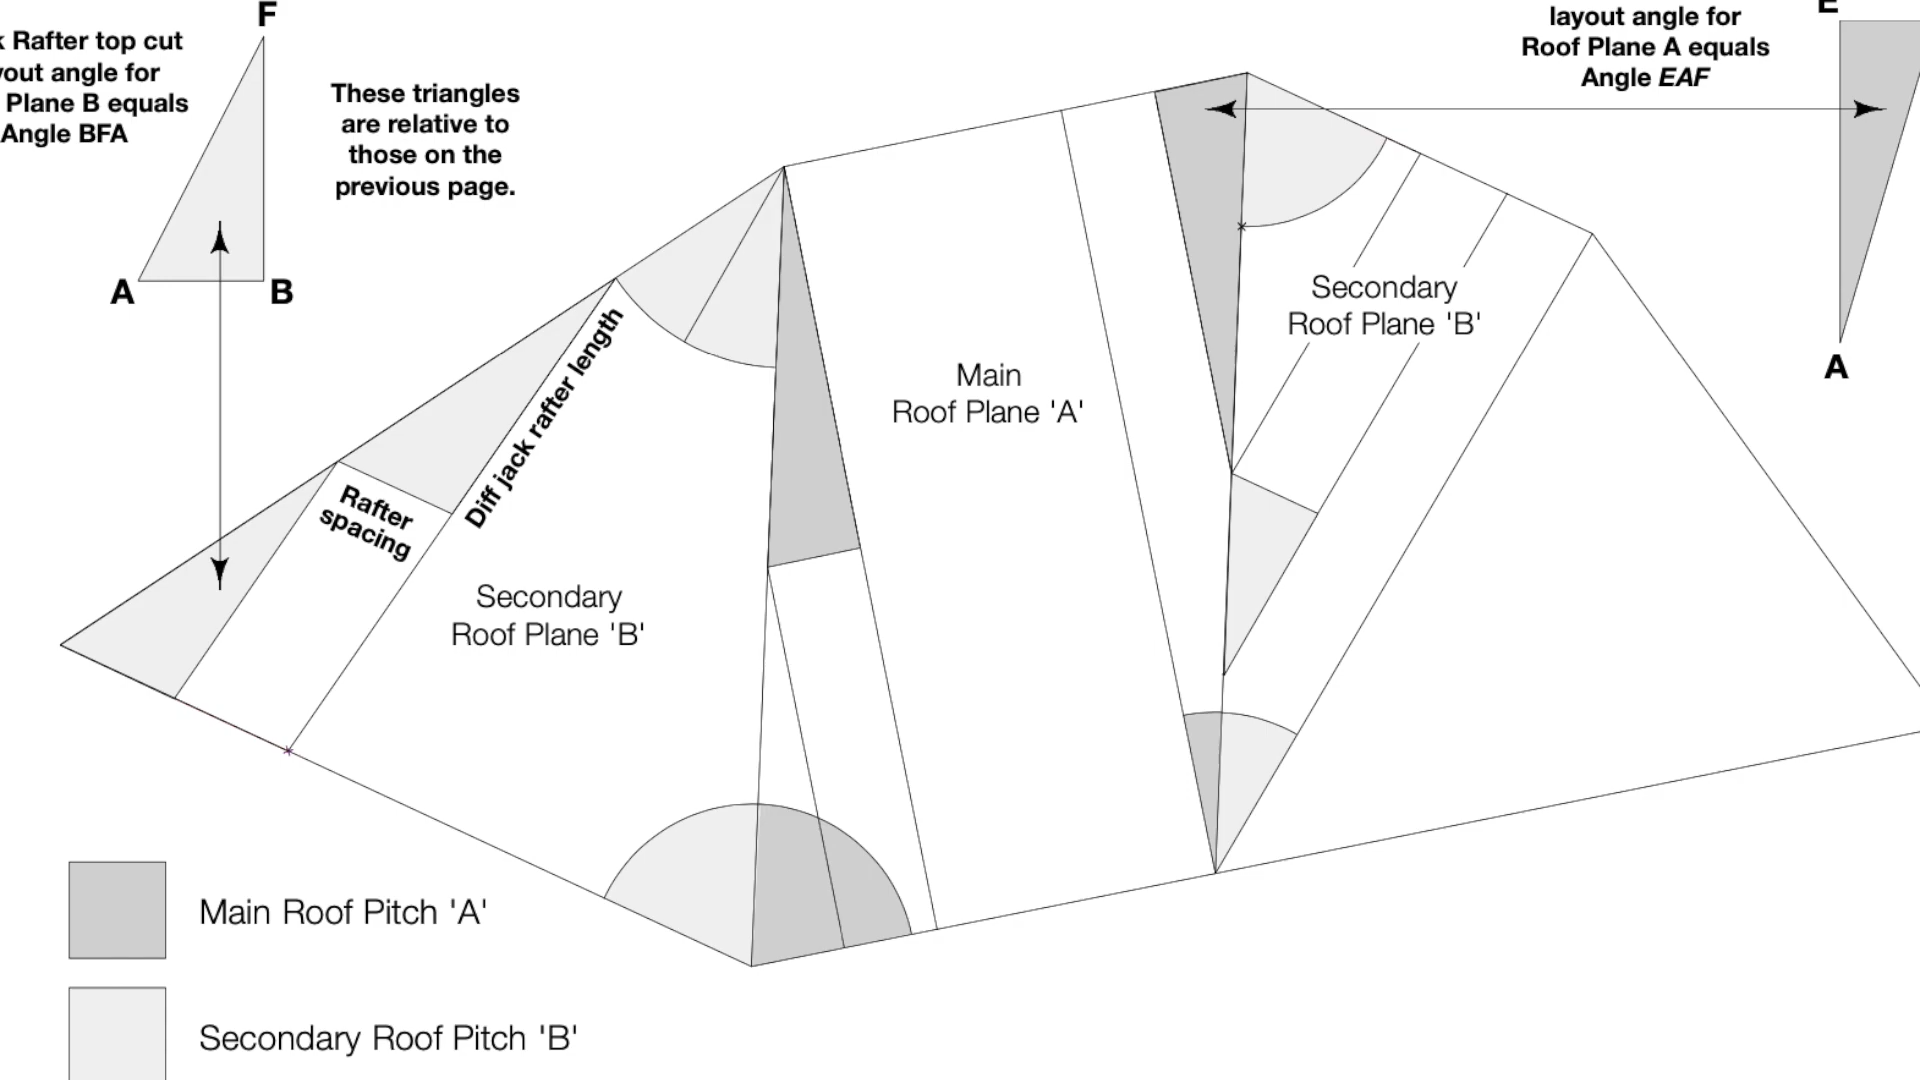 F
Rafter top cut
angle for
Plane B equals
Angle BFA
A
B
These triangles
are relative to
those on the
previous page.
layout angle for
Roof Plane A equals
Angle EAF
E
A
Rafter
spacing
Diff jack rafter length
Secondary
Roof Plane 'B'
Main
Roof Plane 'A'
Secondary
Roof Plane 'B'
Main Roof Pitch 'A'
Secondary Roof Pitch 'B'